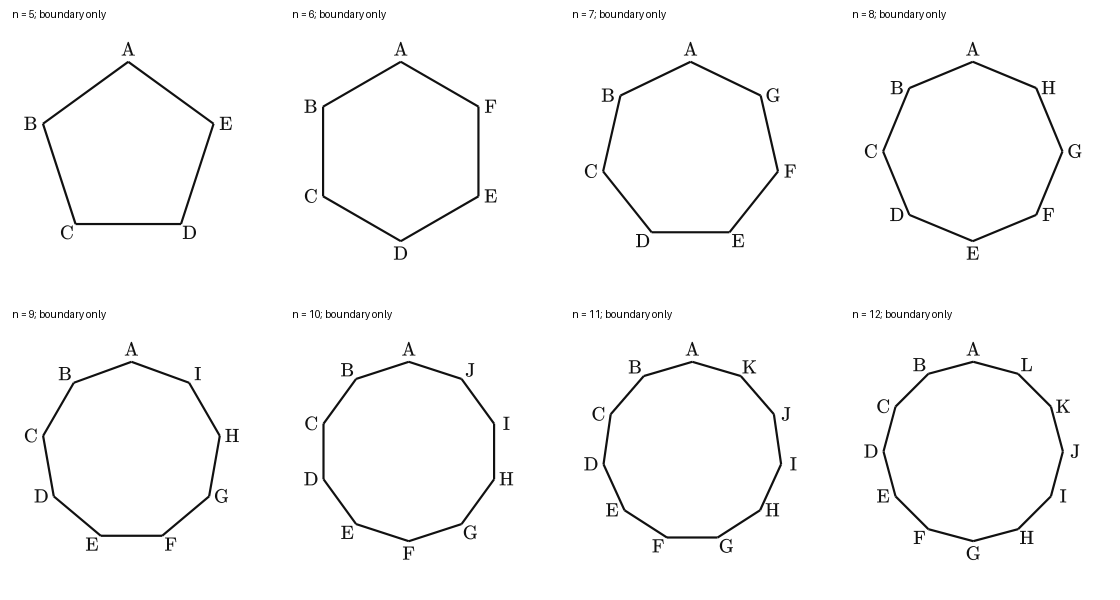 n = 5; boundary only
n = 6; boundary only
n = 7; boundary only
n = 8; boundary only
A
B
E
C
D
A
B
F
C
E
D
A
B
G
C
F
D
E
A
B
H
C
G
D
F
E
n = 9; boundary only
n = 10; boundary only
n = 11; boundary only
n = 12; boundary only
A
B
I
C
H
D
G
E
F
A
B
J
C
I
D
H
E
G
F
A
B
K
C
J
D
I
E
H
F
G
A
B
L
C
K
D
J
E
I
F
H
G